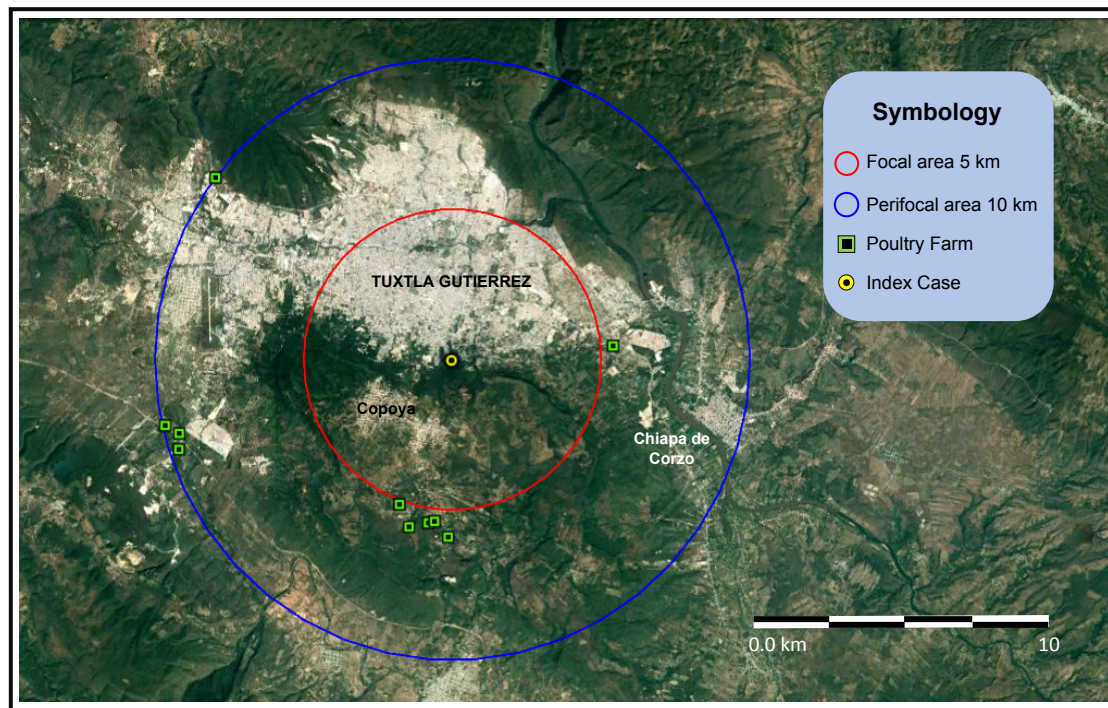 Symbology
Focal area 5 km
Perifocal area 10 km
Poultry Farm
Index Case
TUXTLA GUTIERREZ
Copoya
Chiapa de
Corzo
0.0 km
10